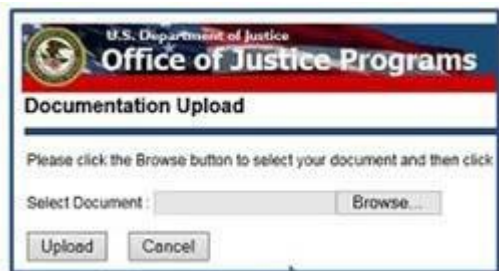 U.S. Department of Justice
Office of Justice Programs
Documentation Upload
Please click the Browse button to select your document and then click
Select Document : Browse...
Upload Cancel